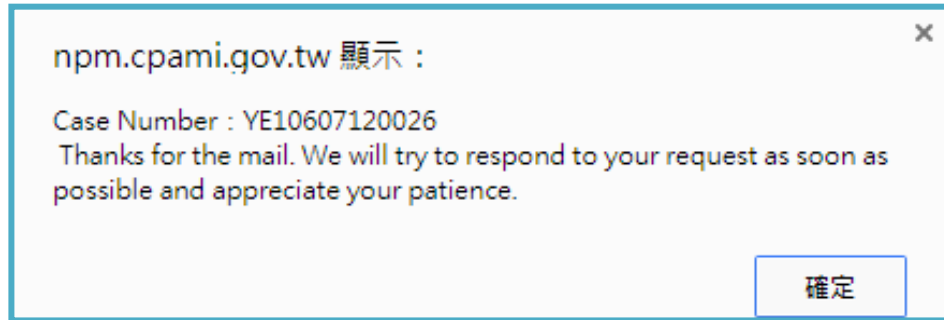 npm.cpami.gov.tw 顯示：
Case Number：YE10607120026
Thanks for the mail. We will try to respond to your request as soon as
possible and appreciate your patience.
確定